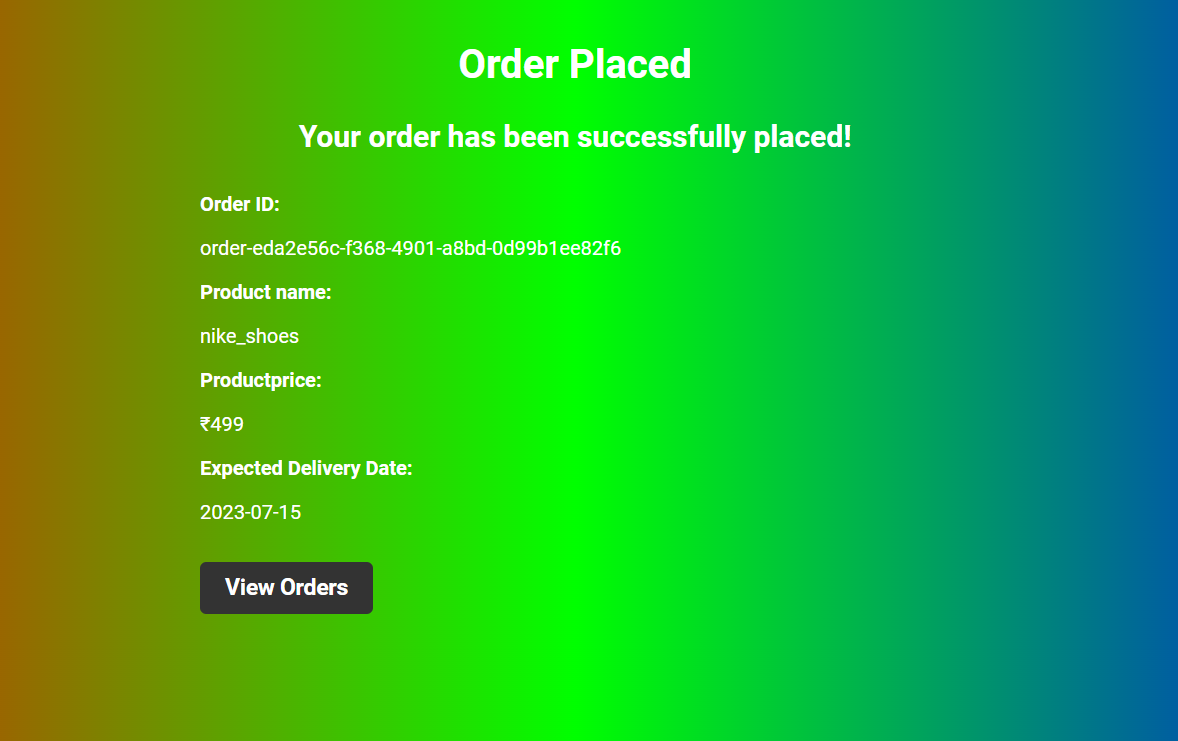 Order Placed
Your order has been successfully placed!
Order ID:
order-eda2e56c-f368-4901-a8bd-0d99b1ee82f6
Product name:
nike_shoes
Productprice:
₹499
Expected Delivery Date:
2023-07-15
View Orders